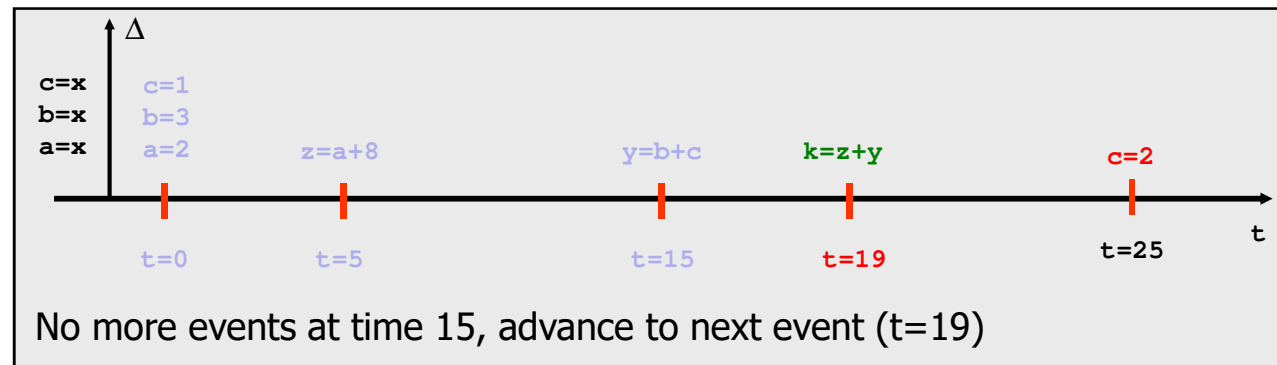 Δ
c=x c=1
b=x b=3
a=x a=2 z=a+8 y=b+c k=z+y c=2
t
t=0 t=5 t=15 t=19 t=25
No more events at time 15, advance to next event (t=19)